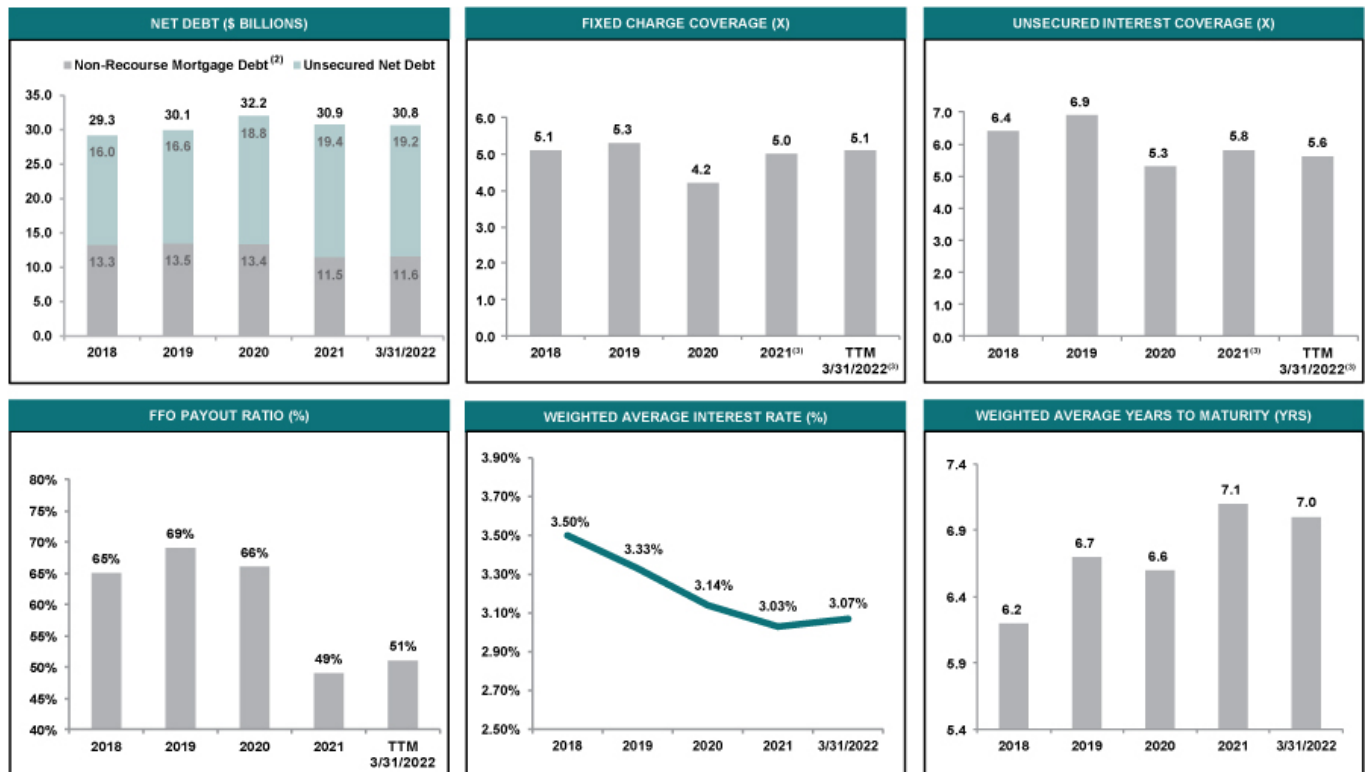 NET DEBT ($ BILLIONS)
Non-Recourse Mortgage Debt (2) Unsecured Net Debt
35.0
30.0
25.0
20.0
15.0
10.0
5.0
0.0
29.3 30.1 32.2 30.9 30.8
16.0 16.6 18.8 19.4 19.2
13.3 13.5 13.4 11.5 11.6
2018 2019 2020 2021 3/31/2022
FIXED CHARGE COVERAGE (X)
6.0
5.0
4.0
3.0
2.0
1.0
0.0
5.1 5.3 4.2 5.0 5.1
2018 2019 2020 2021(3) TTM
3/31/2022(3)
UNSECURED INTEREST COVERAGE (X)
7.0
6.0
5.0
4.0
3.0
2.0
1.0
0.0
6.4 6.9 5.3 5.8 5.6
2018 2019 2020 2021(3) TTM
3/31/2022(3)
FFO PAYOUT RATIO (%)
80%
75%
70%
65%
60%
55%
50%
45%
40%
65% 69% 66% 49% 51%
2018 2019 2020 2021 TTM
3/31/2022
WEIGHTED AVERAGE INTEREST RATE (%)
3.90%
3.70%
3.50%
3.30%
3.10%
2.90%
2.70%
2.50%
3.50% 3.33% 3.14% 3.03% 3.07%
2018 2019 2020 2021 3/31/2022
WEIGHTED AVERAGE YEARS TO MATURITY (YRS)
7.4
6.9
6.4
5.9
5.4
6.2 6.7 6.6 7.1 7.0
2018 2019 2020 2021 3/31/2022